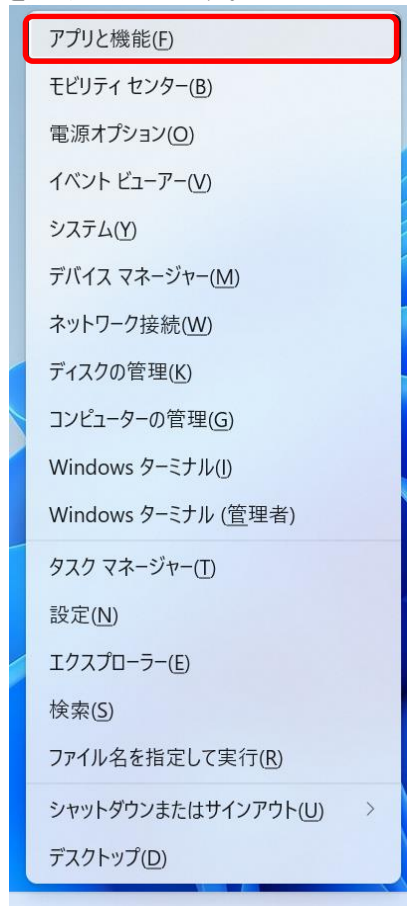 アプリと機能(F)
モビリティ センター(B)
電源オプション(O)
イベント ビューアー(V)
システム(Y)
デバイス マネージャー(M)
ネットワーク接続(W)
ディスクの管理(K)
コンピューターの管理(G)
Windows ターミナル(I)
Windows ターミナル (管理者)
タスク マネージャー(T)
設定(N)
エクスプローラー(E)
検索(S)
ファイル名を指定して実行(R)
シャットダウンまたはサインアウト(U)
デスクトップ(D)